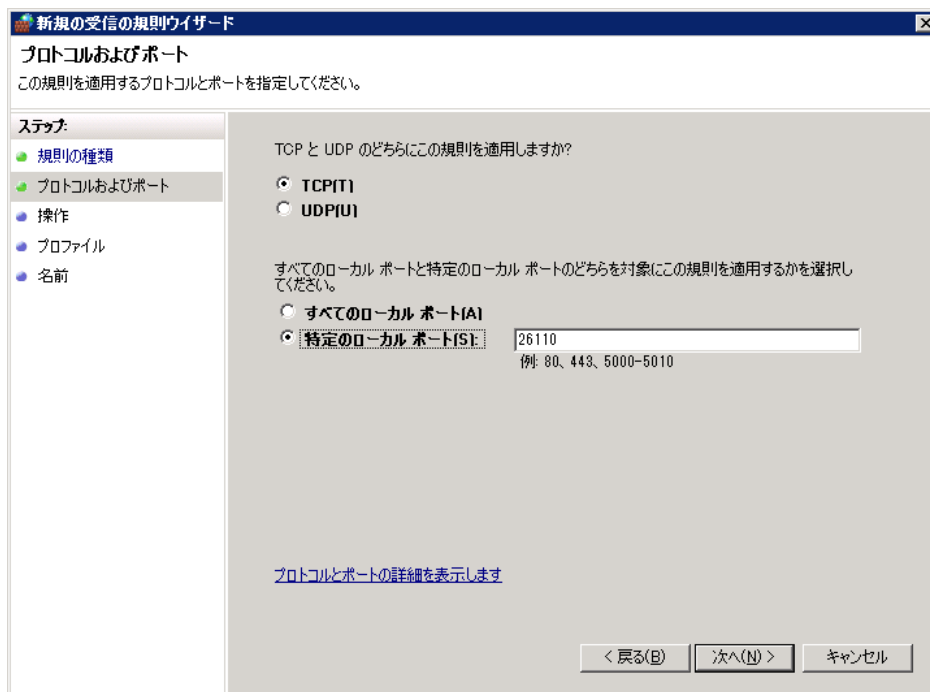 新規の受信の規則ウイザード
プロトコルおよびポート
この規則を適用するプロトコルとポートを指定してください。
ステップ:
規則の種類
プロトコルおよびポート
操作
プロファイル
名前
TCP と UDP のどちらにこの規則を適用しますか?
TCP(T)
UDP(U)
すべてのローカル ポートと特定のローカル ポートのどちらを対象にこの規則を適用するかを選択し
てください。
すべてのローカル ポート(A)
特定のローカル ポート(S):
26110
例: 80、443、5000-5010
プロトコルとポートの詳細を表示します
< 戻る(B)
次へ(N) >
キャンセル